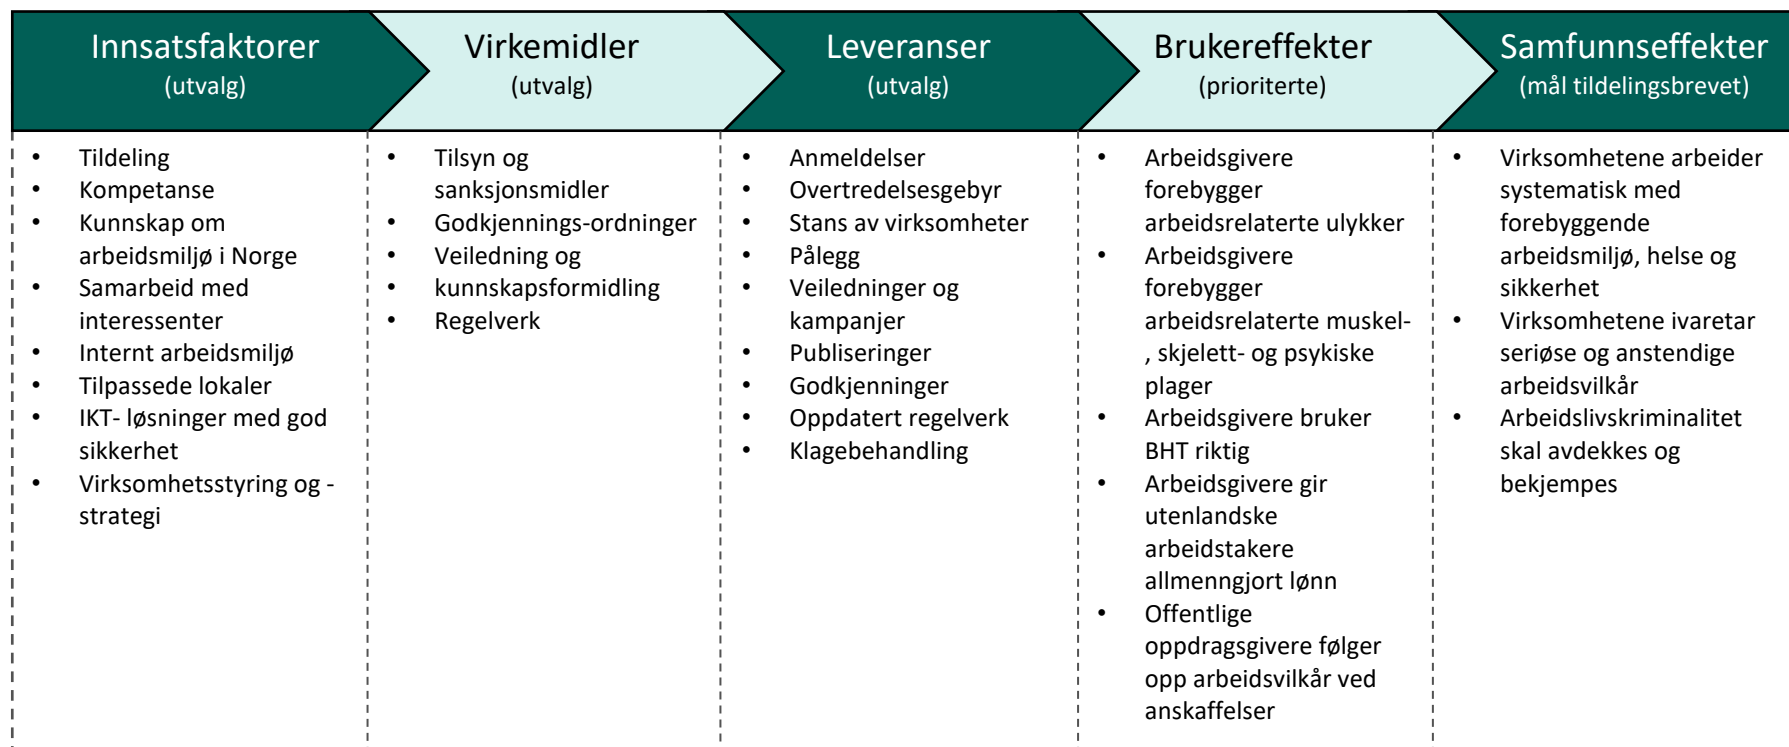 Innsatsfaktorer
(utvalg)
Virkemidler
(utvalg)
Leveranser
(utvalg)
Brukereffekter
(prioriterte)
Samfunnseffekter
(mål tildelingsbrevet)
• Tildeling
• Kompetanse
• Kunnskap om
arbeidsmiljø i Norge
• Samarbeid med
interessenter
• Internt arbeidsmiljø
• Tilpassede lokaler
• IKT- løsninger med god
sikkerhet
• Virksomhetsstyring og -
strategi
• Tilsyn og
sanksjonsmidler
• Godkjennings-ordninger
• Veiledning og
• kunnskapsformidling
• Regelverk
• Anmeldelser
• Overtredelsesgebyr
• Stans av virksomheter
• Pålegg
• Veiledninger og
kampanjer
• Publiseringer
• Godkjenninger
• Oppdatert regelverk
• Klagebehandling
• Arbeidsgivere
forebygger
arbeidsrelaterte ulykker
• Arbeidsgivere
forebygger
arbeidsrelaterte muskel-
, skjelett- og psykiske
plager
• Arbeidsgivere bruker
BHT riktig
• Arbeidsgivere gir
utenlandske
arbeidstakere
allmenngjort lønn
• Offentlige
oppdragsgivere følger
opp arbeidsvilkår ved
anskaffelser
• Virksomhetene arbeider
systematisk med
forebyggende
arbeidsmiljø, helse og
sikkerhet
• Virksomhetene ivaretar
seriøse og anstendige
arbeidsvilkår
• Arbeidslivskriminalitet
skal avdekkes og
bekjempes